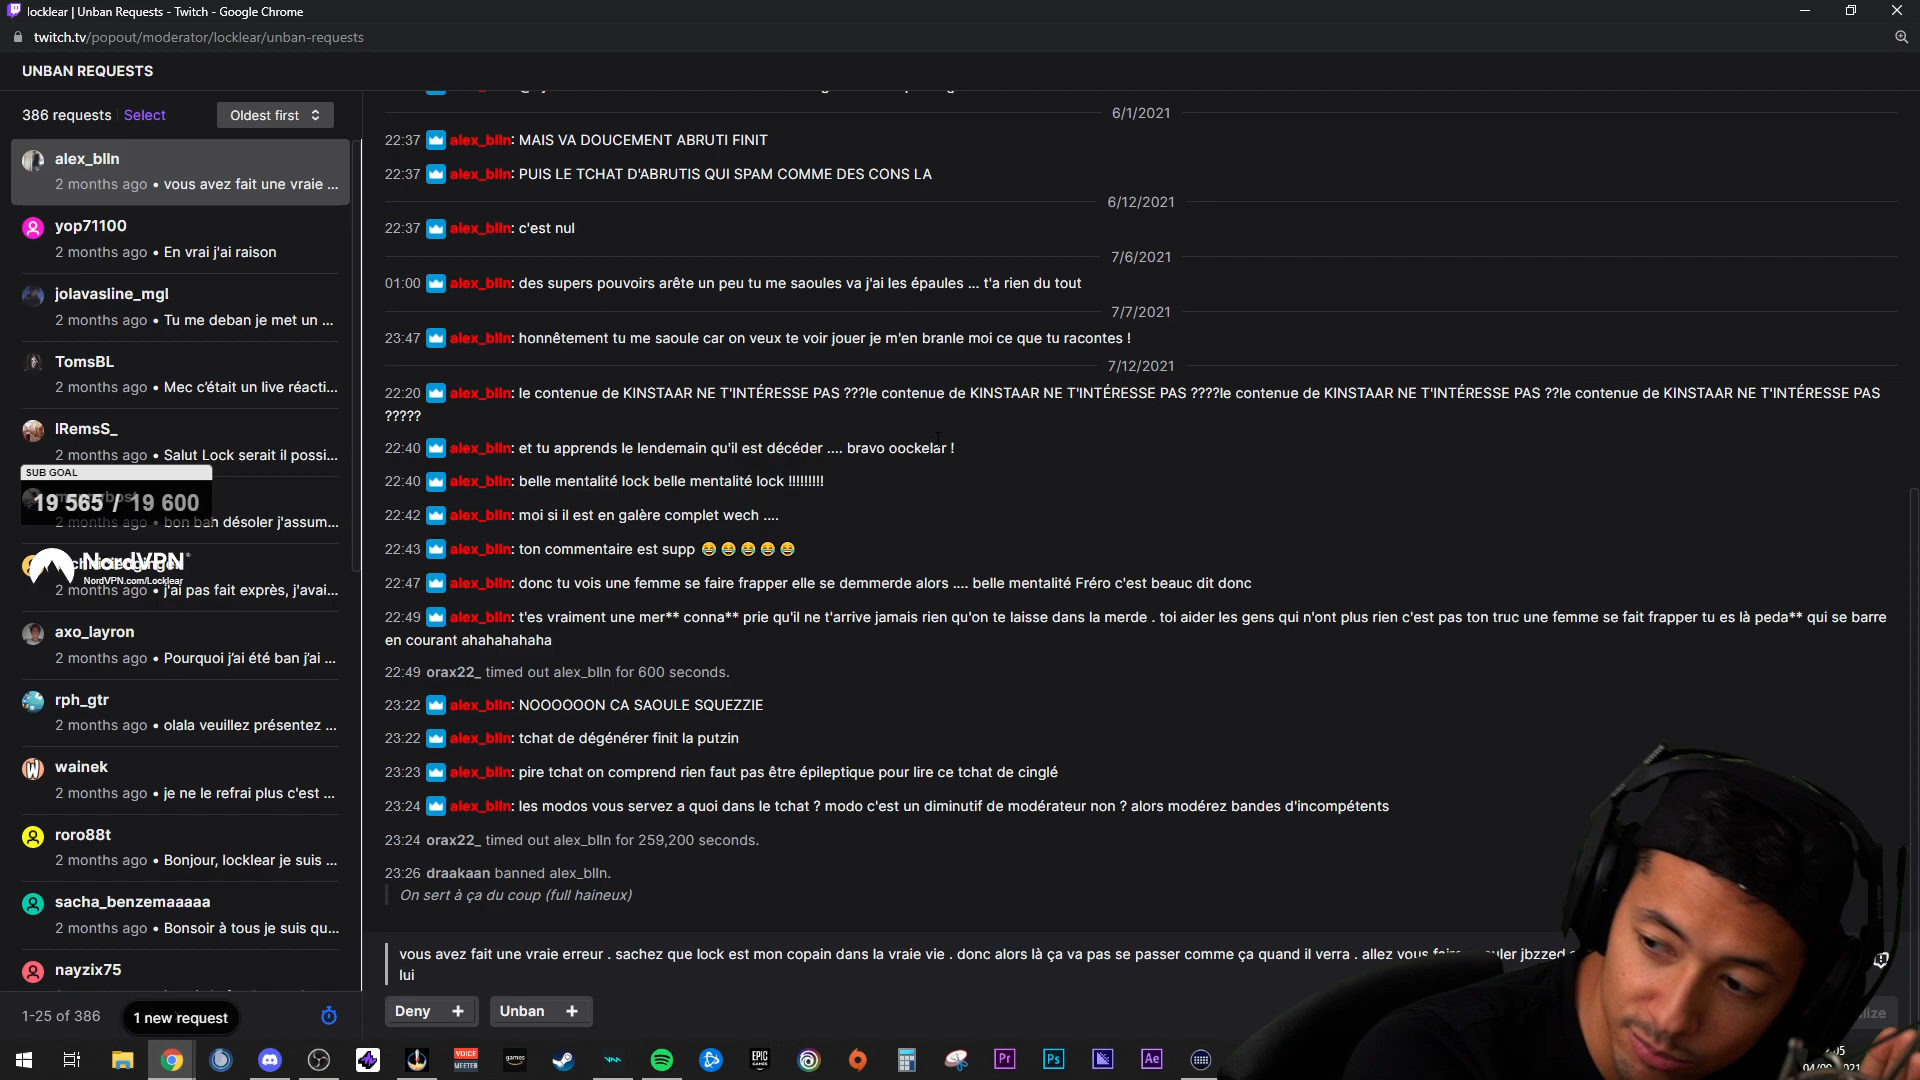 locklear | Unban Requests - Twitch - Google Chrome
twitch.tv/popout/moderator/locklear/unban-requests
UNBAN REQUESTS
386 requests Select Oldest first
alex_blln
2 months ago • vous avez fait une vraie ...
yop71100
2 months ago • En vrai j'ai raison
jolavasline_mgl
2 months ago • Tu me deban je met un ...
TomsBL
2 months ago • Mec c'était un live réacti...
IRemsS_
2 months ago • Salut Lock serait il possi...
SUB GOAL
19 565 / 19 600
2 months ago • bon bah désoler j'assum...
NordVPN
NordVPN.com/Locklear
2 months ago • j'ai pas fait exprès, j'avai...
axo_layron
2 months ago • Pourquoi j'ai été ban j'ai ...
rph_gtr
2 months ago • olala veuillez présentez ...
wainek
2 months ago • je ne le refrai plus c'est ...
roro88t
2 months ago • Bonjour, locklear je suis ...
sacha_benzemaaaaa
2 months ago • Bonsoir à tous je suis qu...
nayzix75
1-25 of 386
1 new request
6/1/2021
22:37 alex_blln: MAIS VA DOUCEMENT ABRUTI FINIT
22:37 alex_blln: PUIS LE TCHAT D'ABRUTIS QUI SPAM COMME DES CONS LA
6/12/2021
22:37 alex_blln: c'est nul
7/6/2021
01:00 alex_blln: des supers pouvoirs arête un peu tu me saoules va j'ai les épaules ... t'a rien du tout
7/7/2021
23:47 alex_blln: honnêtement tu me saoule car on veux te voir jouer je m'en branle moi ce que tu racontes !
7/12/2021
22:20 alex_blln: le contenue de KINSTAAR NE T'INTÉRESSE PAS ???le contenue de KINSTAAR NE T'INTÉRESSE PAS ????le contenue de KINSTAAR NE T'INTÉRESSE PAS ??le contenue de KINSTAAR NE T'INTÉRESSE PAS
?????
22:40 alex_blln: et tu apprends le lendemain qu'il est décéder .... bravo oockelar !
22:40 alex_blln: belle mentalité lock belle mentalité lock !!!!!!!!!
22:42 alex_blln: moi si il est en galère complet wech ....
22:43 alex_blln: ton commentaire est supp 😂 😂 😂 😂 😂
22:47 alex_blln: donc tu vois une femme se faire frapper elle se demmerde alors .... belle mentalité Fréro c'est beauc dit donc
22:49 alex_blln: t'es vraiment une mer** conna** prie qu'il ne t'arrive jamais rien qu'on te laisse dans la merde . toi aider les gens qui n'ont plus rien c'est pas ton truc une femme se fait frapper tu es là peda** qui se barre
en courant ahahahahaha
22:49 orax22_ timed out alex_blln for 600 seconds.
23:22 alex_blln: NOOOOOON CA SAOULE SQUEZZIE
23:22 alex_blln: tchat de dégénérer finit la putzin
23:23 alex_blln: pire tchat on comprend rien faut pas être épileptique pour lire ce tchat de cinglé
23:24 alex_blln: les modos vous servez a quoi dans le tchat ? modo c'est un diminutif de modérateur non ? alors modérez bandes d'incompétents
23:24 orax22_ timed out alex_blln for 259,200 seconds.
23:26 draakaan banned alex_blln.
On sert à ça du coup (full haineux)
vous avez fait une vraie erreur . sachez que lock est mon copain dans la vraie vie . donc alors là ça va pas se passer comme ça quand il verra . allez vous jbzzed
lui
Deny + Unban +
VOICE
MEETER
games
EPIC
GAMES
Pr Ps Ae